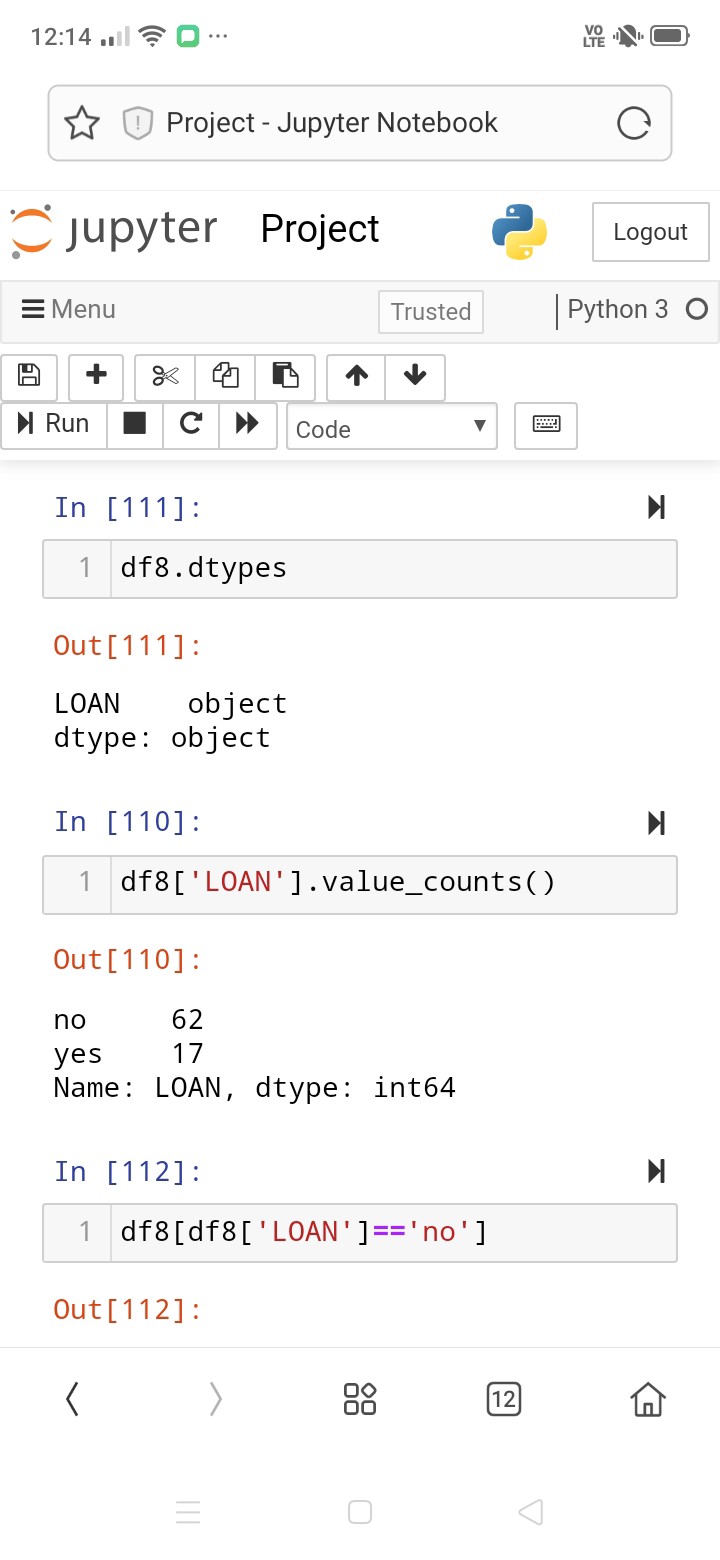 12:14 ... VO
LTE
Project - Jupyter Notebook
jupyter Project Logout
Menu Trusted Python 3
Run Code
In [111]:
1 df8.dtypes
Out[111]:
LOAN    object
dtype: object
In [110]:
1 df8['LOAN'].value_counts()
Out[110]:
no     62
yes    17
Name: LOAN, dtype: int64
In [112]:
1 df8[df8['LOAN']=='no']
Out[112]:
12